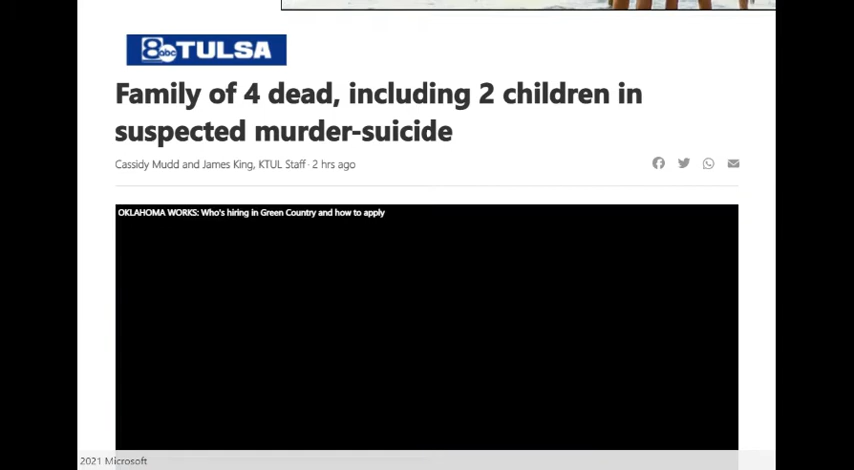 8 abc TULSA
Family of 4 dead, including 2 children in
suspected murder-suicide
Cassidy Mudd and James King, KTUL Staff · 2 hrs ago
OKLAHOMA WORKS: Who's hiring in Green Country and how to apply
2021 Microsoft